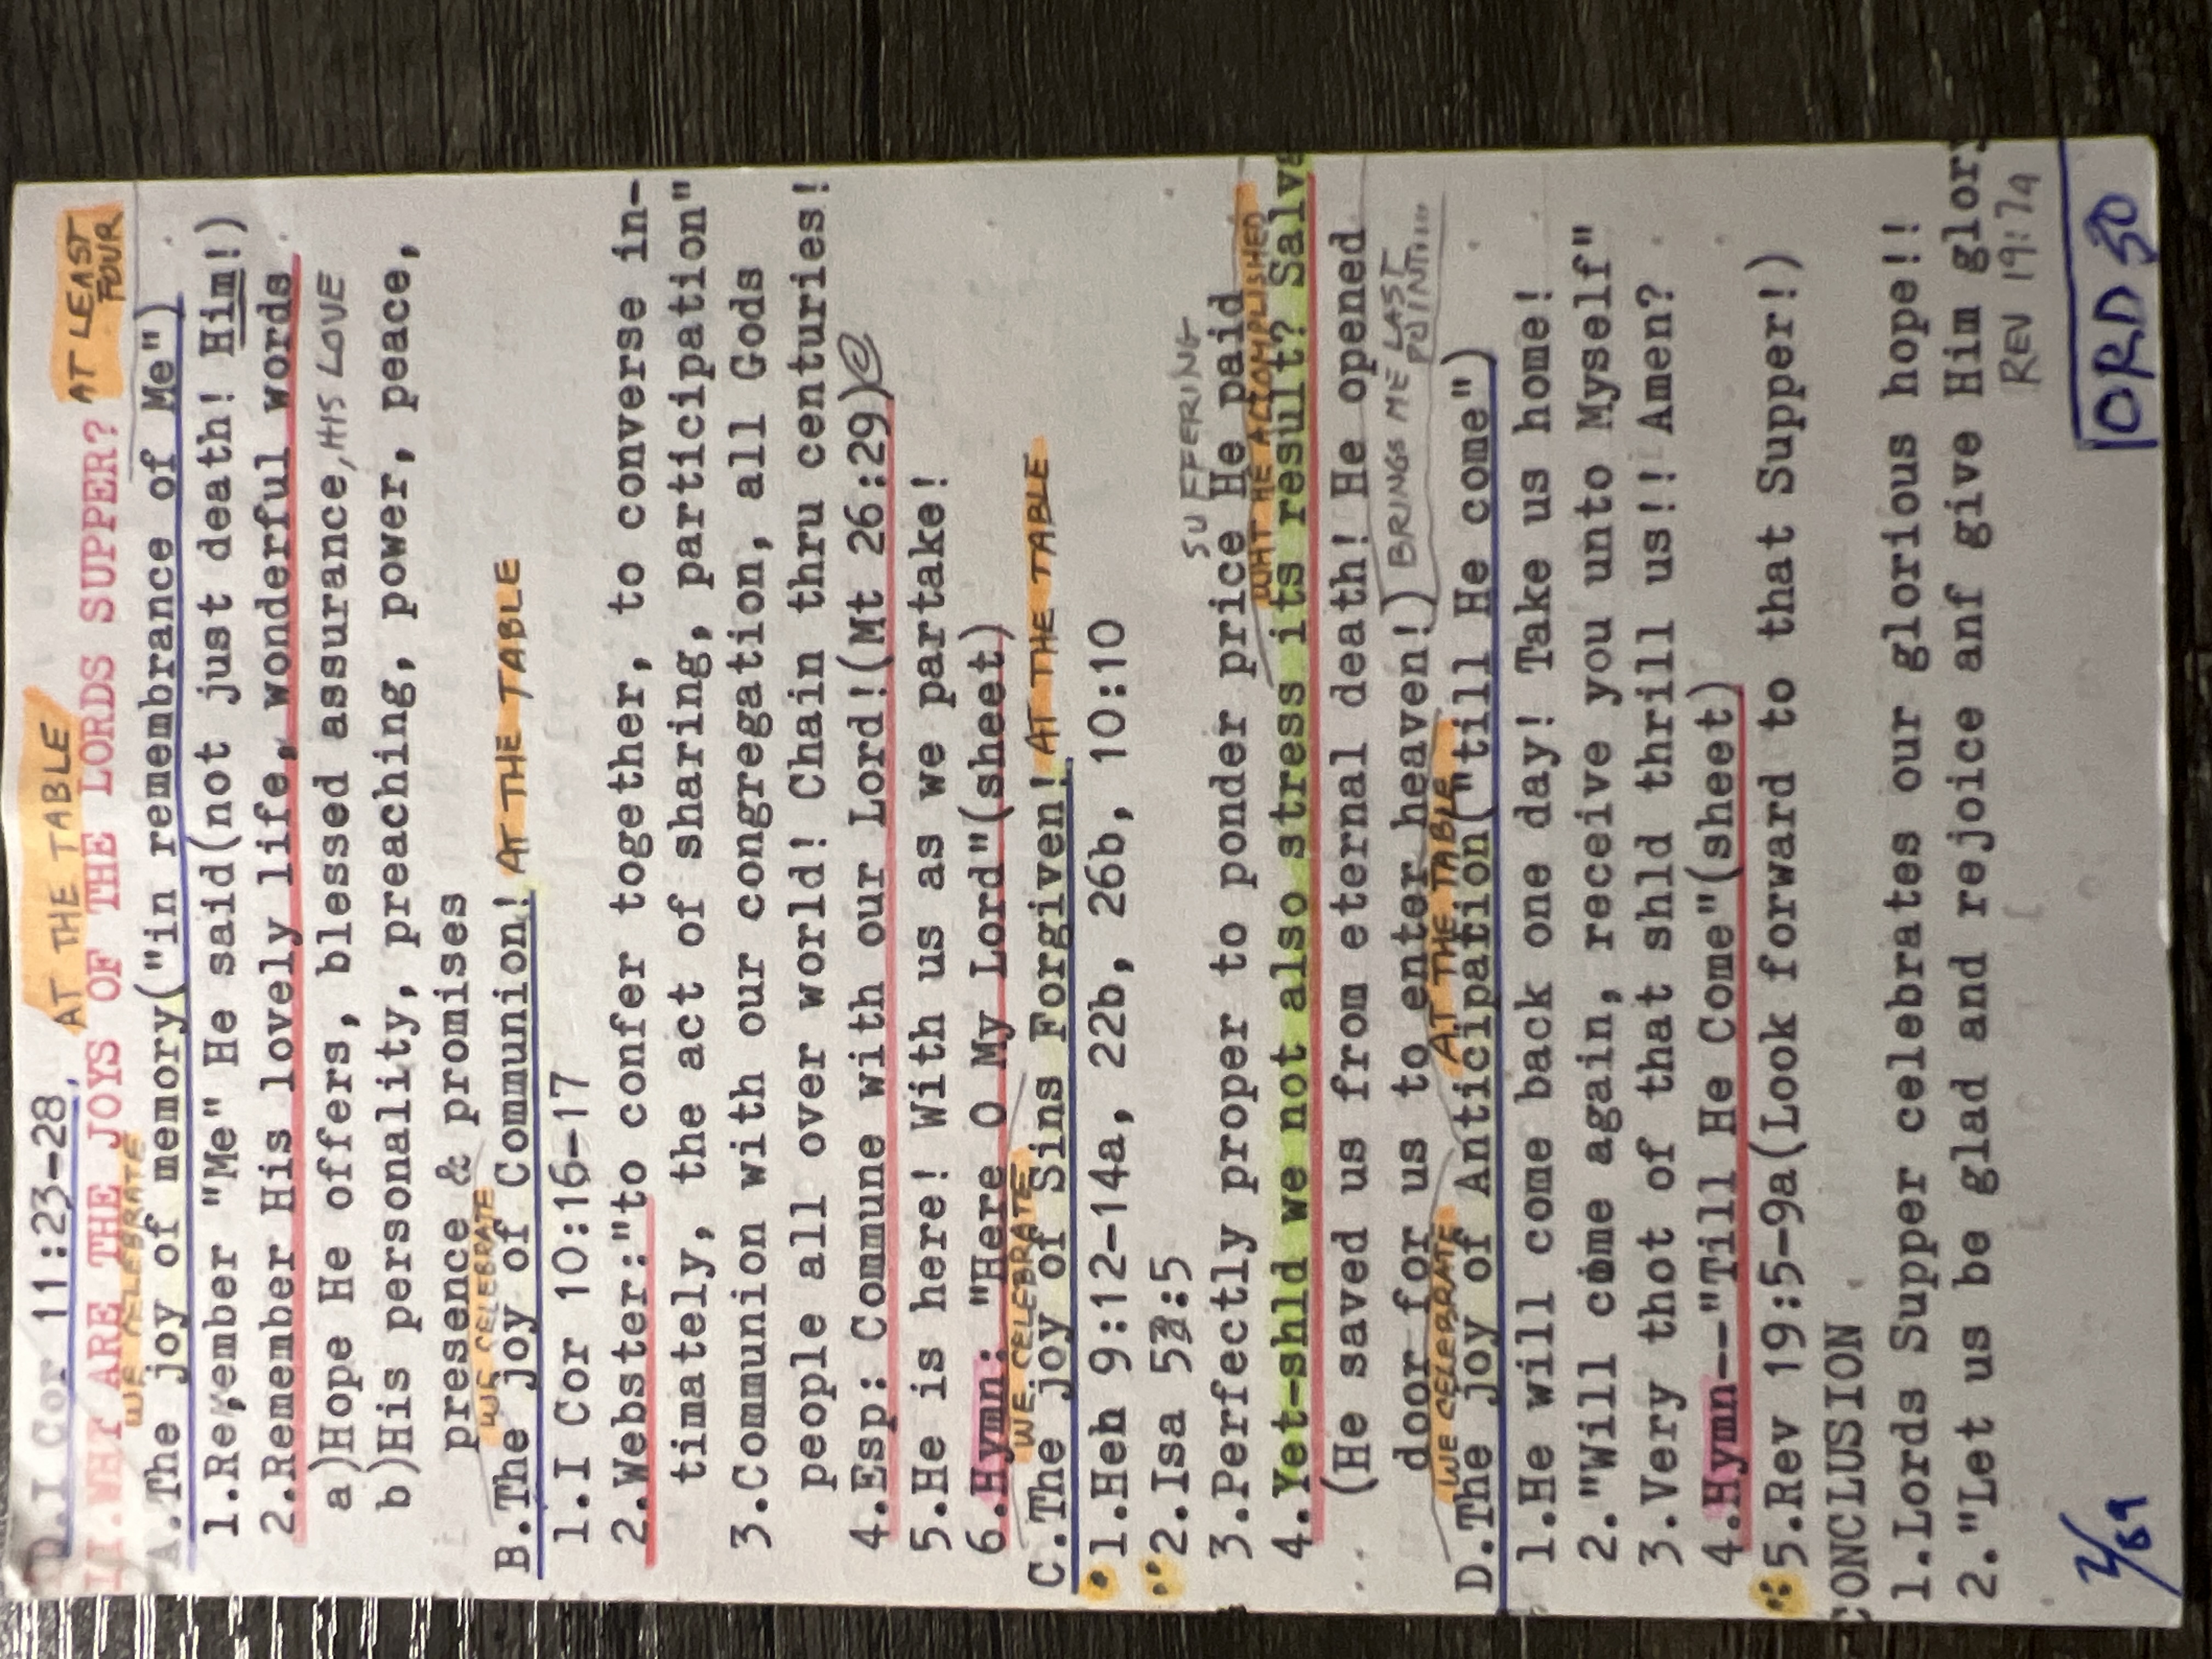 D.I Cor 11:23-28, AT THE TABLE
II.WHT ARE THE JOYS OF THE LORDS SUPPER? AT LEAST
FOUR
WE CELEBRATE
A.The joy of memory("in remembrance of Me")
1.Remember "Me" He said(not just death! Him!)
2.Remember His lovely life, wonderful words
a)Hope He offers, blessed assurance, HIS LOVE
b)His personality, preaching, power, peace,
presence & promises
WE CELEBRATE
B.The joy of Communion! AT THE TABLE
1.I Cor 10:16-17
2.Webster:"to confer together, to converse in-
timately, the act of sharing, participation"
3.Communion with our congregation, all Gods
people all over world! Chain thru centuries!
4.Esp: Commune with our Lord!(Mt 26:29)
5.He is here! With us as we partake!
6.Hymn: "Here O My Lord"(sheet)
WE CELEBRATE
C.The joy of Sins Forgiven! AT THE TABLE
1.Heb 9:12-14a, 22b, 26b, 10:10
2.Isa 53:5
SUFFERING
3.Perfectly proper to ponder price He paid
WHT HE ACCOMPLISHED
4.Yet-shld we not also stress its result? Salva
(He saved us from eternal death! He opened
door for us to enter heaven!) BRINGS ME LAST
POINT.....
WE CELEBRATE AT THE TABLE
D.The joy of Anticipation("till He come")
1.He will come back one day! Take us home!
2."Will come again, receive you unto Myself"
3.Very thot of that shld thrill us!! Amen?
4.Hymn--"Till He Come"(sheet)
5.Rev 19:5-9a(Look forward to that Supper!)
CONCLUSION
1.Lords Supper celebrates our glorious hope!!
2."Let us be glad and rejoice anf give Him glory
REV 19:7a
2/89 ORD 50